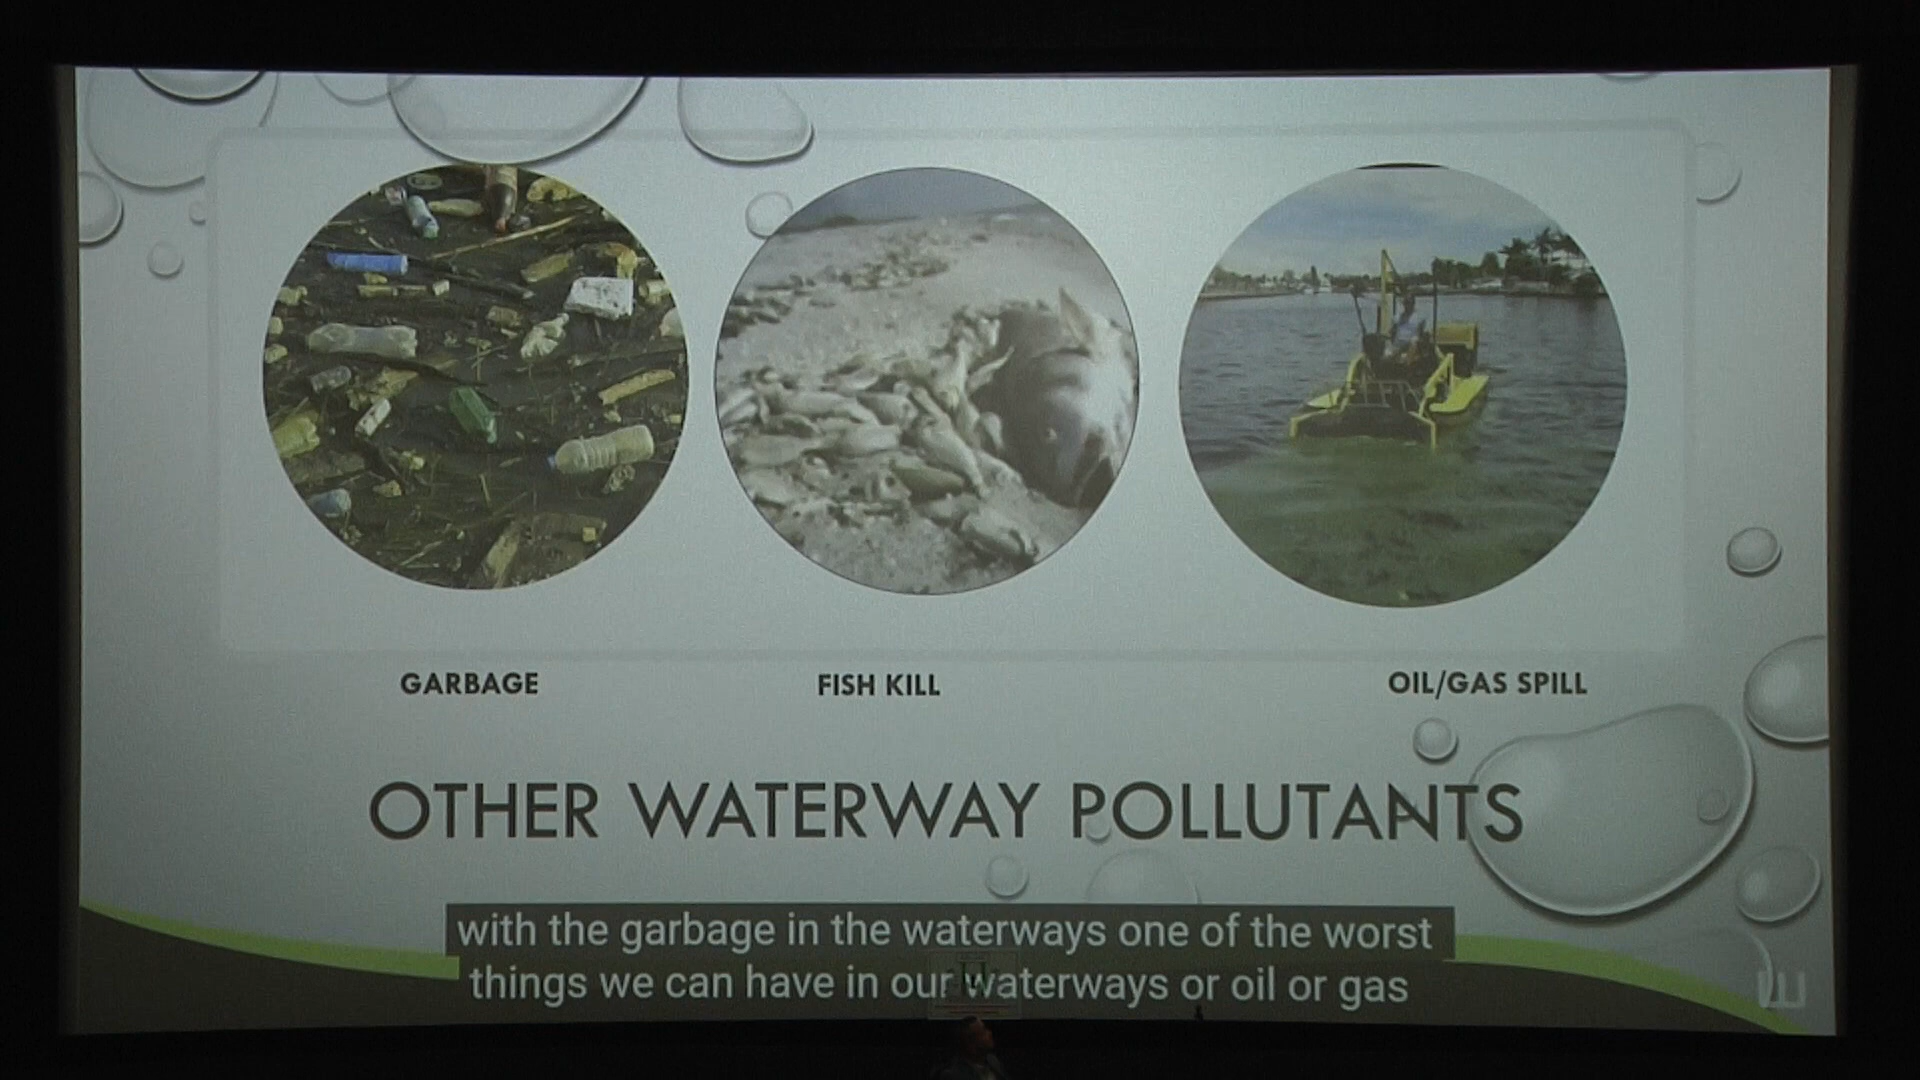 GARBAGE
FISH KILL
OIL/GAS SPILL
OTHER WATERWAY POLLUTANTS
with the garbage in the waterways one of the worst
things we can have in our waterways or oil or gas